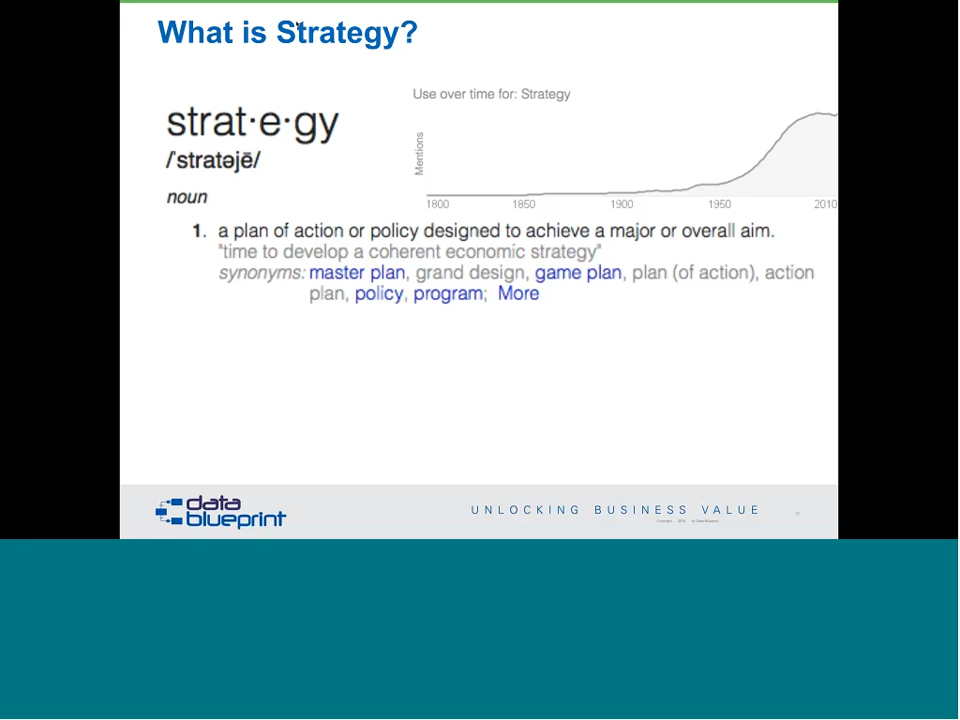 What is Strategy?
Use over time for: Strategy
strat·e·gy
/ˈstratəjē/
noun
Mentions
1800 1850 1900 1950 2010
1. a plan of action or policy designed to achieve a major or overall aim.
"time to develop a coherent economic strategy"
synonyms: master plan, grand design, game plan, plan (of action), action
plan, policy, program; More
data
blueprint
UNLOCKING BUSINESS VALUE